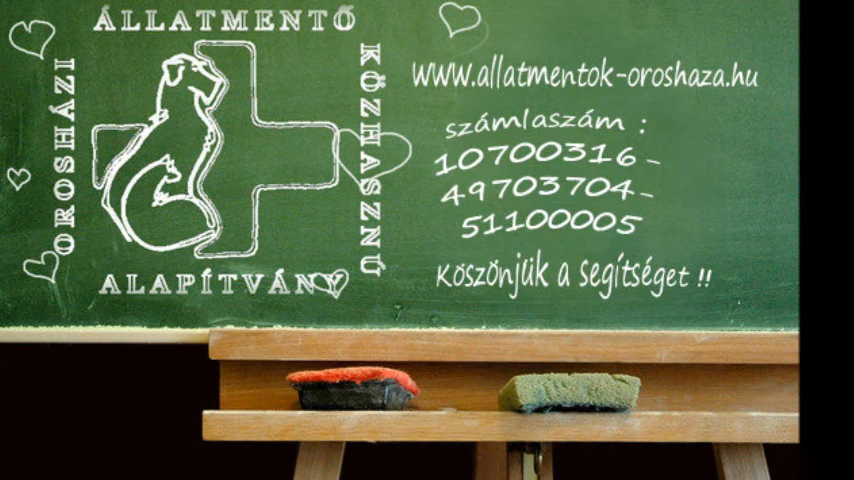 ÁLLATMENTŐ
OROSHÁZI
KÖZHASZNÚ
ALAPÍTVÁNY
www.allatmentok-oroshaza.hu
számlaszám :
10700316-
49703704-
51100005
Köszönjük a segítséget !!